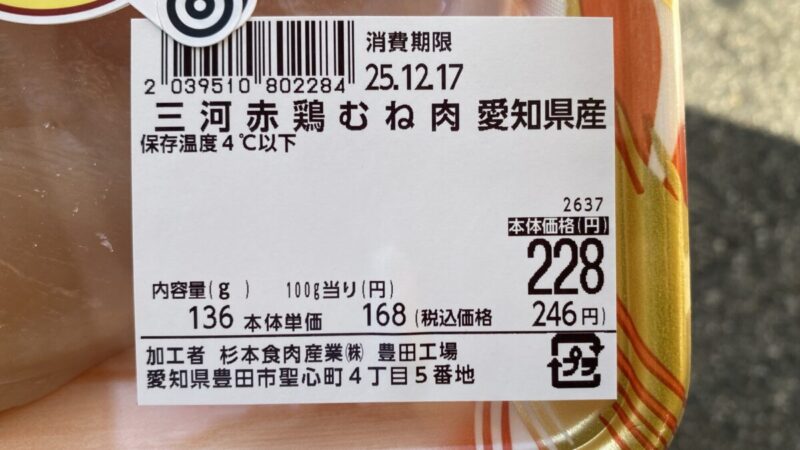 消費期限
2 039510 802284 25.12.17
三河赤鶏むね肉 愛知県産
保存温度4℃以下
2637
本体価格(円)
228
内容量(g) 100g当り(円)
136 本体単価 168 (税込価格 246円)
加工者 杉本食肉産業㈱ 豊田工場
愛知県豊田市聖心町4丁目5番地
プラ